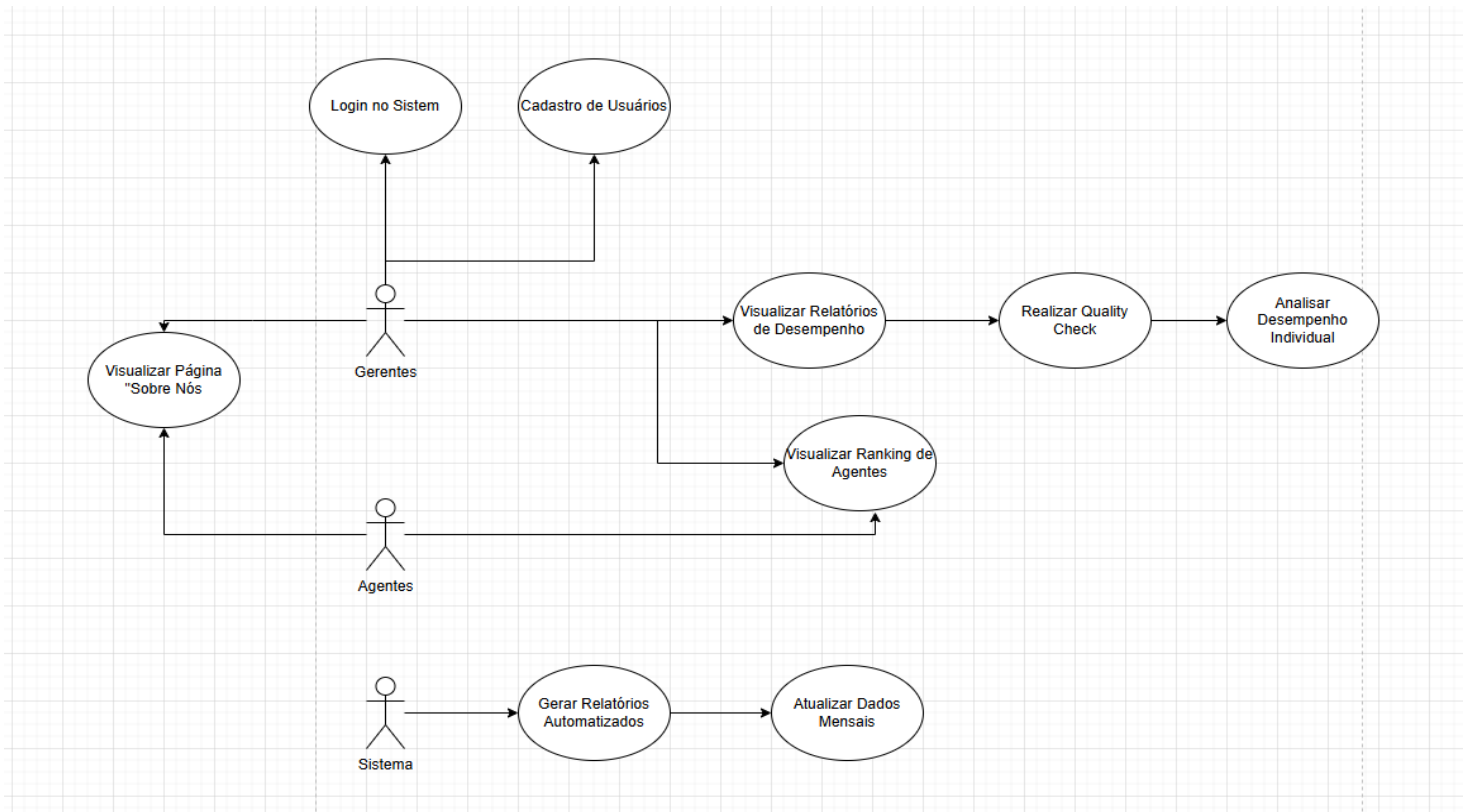 Login no Sistem
Cadastro de Usuários
Visualizar Relatórios
de Desempenho
Realizar Quality
Check
Analisar
Desempenho
Individual
Gerentes
Visualizar Página
"Sobre Nós
Visualizar Ranking de
Agentes
Agentes
Gerar Relatórios
Automatizados
Atualizar Dados
Mensais
Sistema